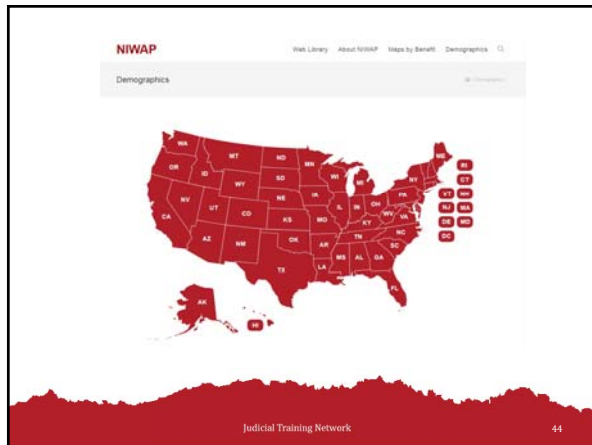 NIWAP
Web Library About NIWAP Maps by Benefit Demographics
Demographics
WA
MT
ND
MN
ME
OR
ID
SD
WI
MI
NY
RI
WY
CT
NE
IA
PA
VT NH
NV
UT
CO
IL
IN
OH
NJ MA
CA
KS
MO
KY
WV
VA
DE MD
NC
DC
AZ
NM
OK
AR
TN
SC
MS
AL
GA
TX
LA
FL
AK
HI
Judicial Training Network 44